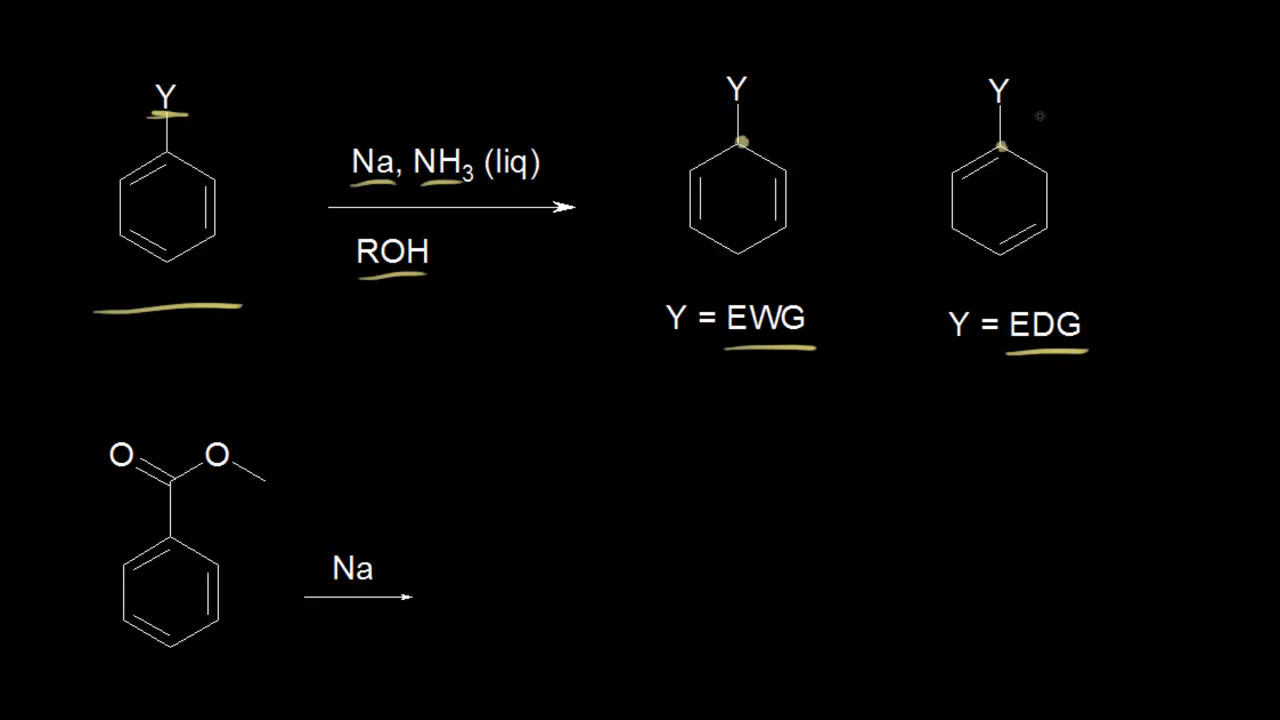 Y
Na, NH3 (liq)
ROH
Y
Y = EWG
Y
Y = EDG
O
O
Na